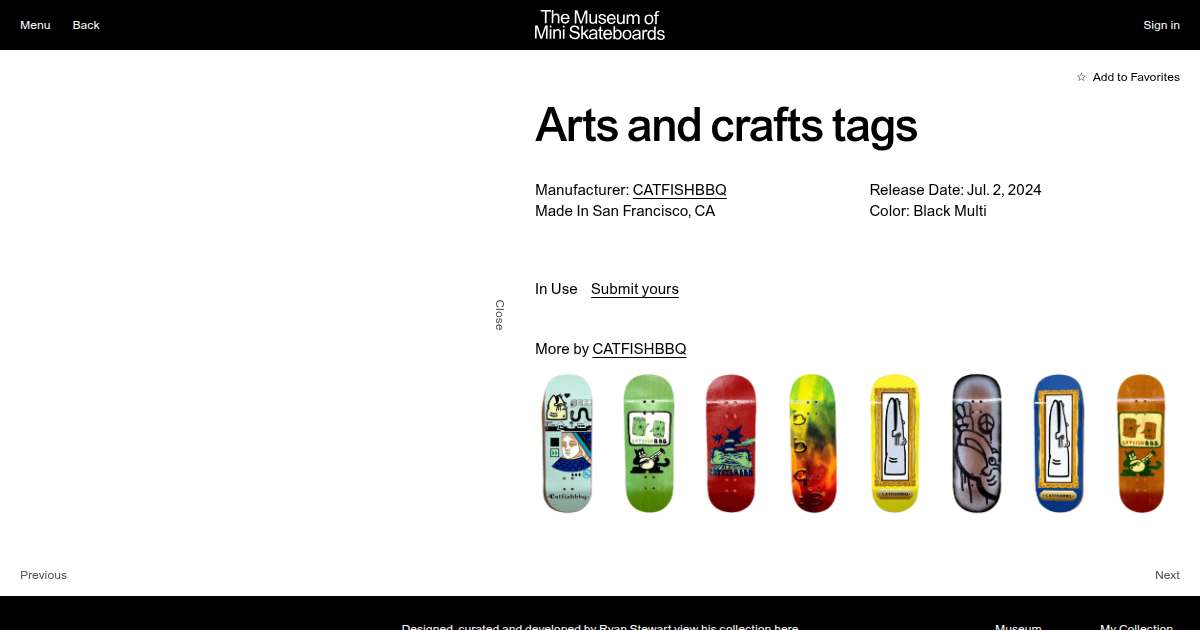 Menu
Back
The Museum of
Mini Skateboards
Sign in
☆ Add to Favorites
Arts and crafts tags
Manufacturer: CATFISHBBQ
Made In San Francisco, CA
Release Date: Jul. 2, 2024
Color: Black Multi
In Use
Submit yours
Close
More by CATFISHBBQ
Catfishbbq
CATFISHBBQ
Previous
Next
Designed, curated and developed by Ryan Stewart view his collection here
Museum
My Collection